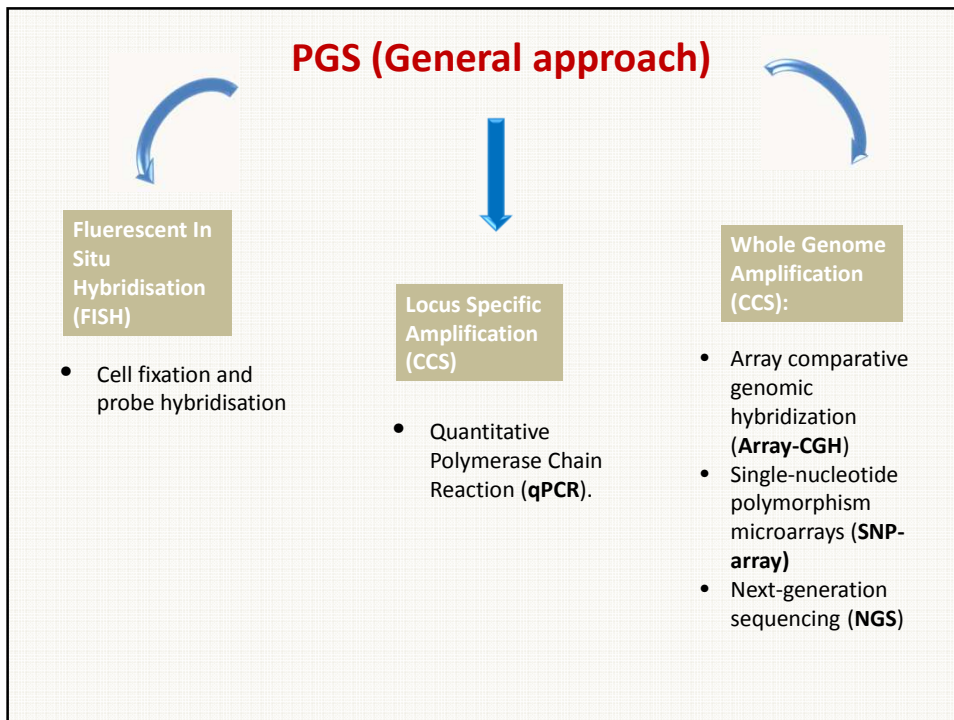 PGS (General approach)
Fluerescent In
Situ
Hybridisation
(FISH)
• Cell fixation and
probe hybridisation
Locus Specific
Amplification
(CCS)
• Quantitative
Polymerase Chain
Reaction (qPCR).
Whole Genome
Amplification
(CCS):
• Array comparative
genomic
hybridization
(Array-CGH)
• Single-nucleotide
polymorphism
microarrays (SNP-
array)
• Next-generation
sequencing (NGS)